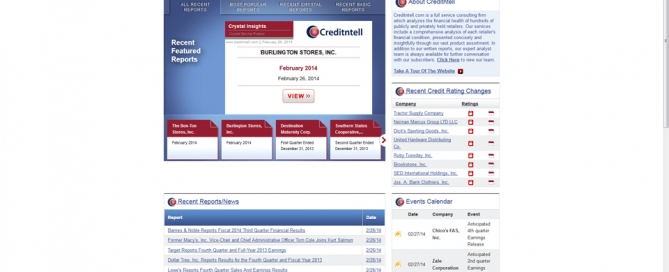 ALL RECENT REPORTS
MOST POPULAR REPORTS
RECENT CRYSTAL REPORTS
RECENT BASIC REPORTS
Recent Featured Reports
Crystal Insights
Creditntell
BURLINGTON STORES, INC.
February 2014
February 26, 2014
VIEW
The Bon-Ton Stores, Inc.
February 2014
Burlington Stores, Inc.
February 2014
Destination Maternity Corp.
First Quarter Ended
December 31, 2013
Southern States Cooperative,...
Second Quarter Ended
December 31, 2013
About Creditntell
Creditntell.com is a full service consulting firm
which analyzes the financial health of hundreds of
publicly and privately held retailers. Our services
include a comprehensive analysis of each retailer's
financial condition, presented concisely and
insightfully through our next product assortment. In
addition to our written reports, our expert analyst
team is always available for further conversation
with our subscribers. Click Here to view our team.
Take A Tour Of The Website
Recent Credit Rating Changes
Company Ratings
Tractor Supply Company
Neiman Marcus Group LTD LLC
Dick's Sporting Goods, Inc.
United Hardware Distributing
Co.
Ruby Tuesday, Inc.
Brookstone, Inc.
SED International Holdings, Inc.
Jos. A. Bank Clothiers, Inc.
Recent Reports/News
Report Date
Barnes & Noble Reports Fiscal 2014 Third Quarter Financial Results 2/26/14
Former Macy's, Inc. Vice-Chair and Chief Administrative Officer Tom Cole Joins Kurt Salmon 2/26/14
Target Reports Fourth Quarter and Full-Year 2013 Earnings 2/26/14
Dollar Tree, Inc. Reports Results for the Fourth Quarter and Fiscal Year 2013 2/26/14
Lowe's Reports Fourth Quarter Sales And Earnings Results 2/26/14
Events Calendar
Date Company Event
02/27/14 Chico's FAS, Inc. Anticipated 4th quarter Earnings Release
02/27/14 Zale Corporation Anticipated 2nd quarter Earnings